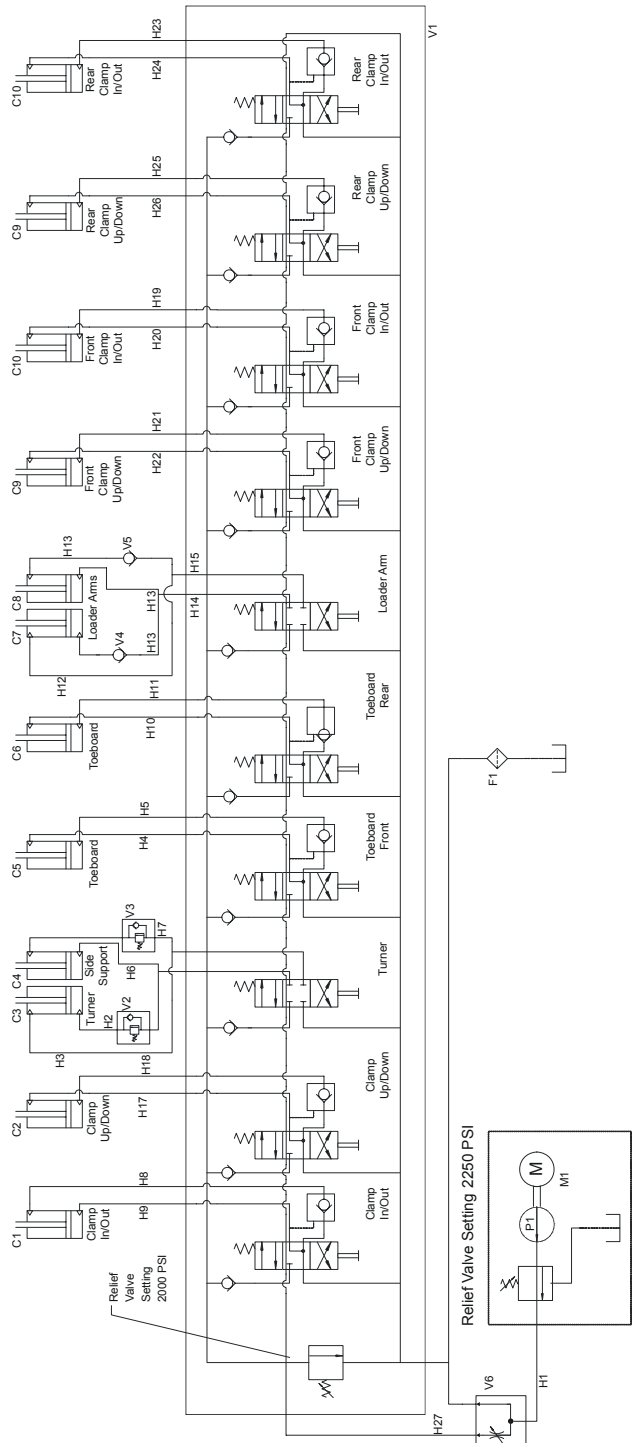 C10
Rear
Clamp
In/Out
H23
H24
C9
Rear
Clamp
Up/Down
H25
H26
C10
Front
Clamp
In/Out
H19
H20
C9
Front
Clamp
Up/Down
H21
H22
C8
C7
Loader Arms
H13
V5
H13
V4
H13
H12
H15
H14
C6
Toeboard
H11
H10
C5
Toeboard
H5
H4
C4
C3
Side
Support
Turner
V3
H7
H6
V2
H2
H3
H18
C2
Clamp
Up/Down
H17
C1
Clamp
In/Out
H8
H9
V1
Rear
Clamp
In/Out
Rear
Clamp
Up/Down
Front
Clamp
In/Out
Front
Clamp
Up/Down
Loader Arm
Toeboard
Rear
Toeboard
Front
Turner
Clamp
Up/Down
Clamp
In/Out
Relief
Valve
Setting
2000 PSI
F1
Relief Valve Setting 2250 PSI
M
M1
P1
V6
H1
H27